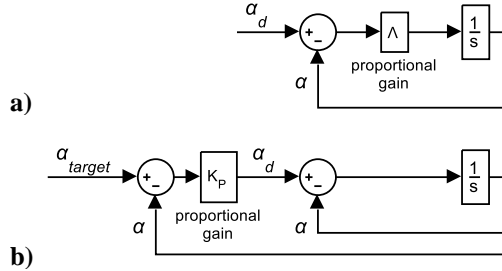 α_d
+
−
Λ
1
s
α
proportional
gain
a)
α_target
+
−
K_P
α_d
+
−
1
s
α
proportional
gain
α
b)